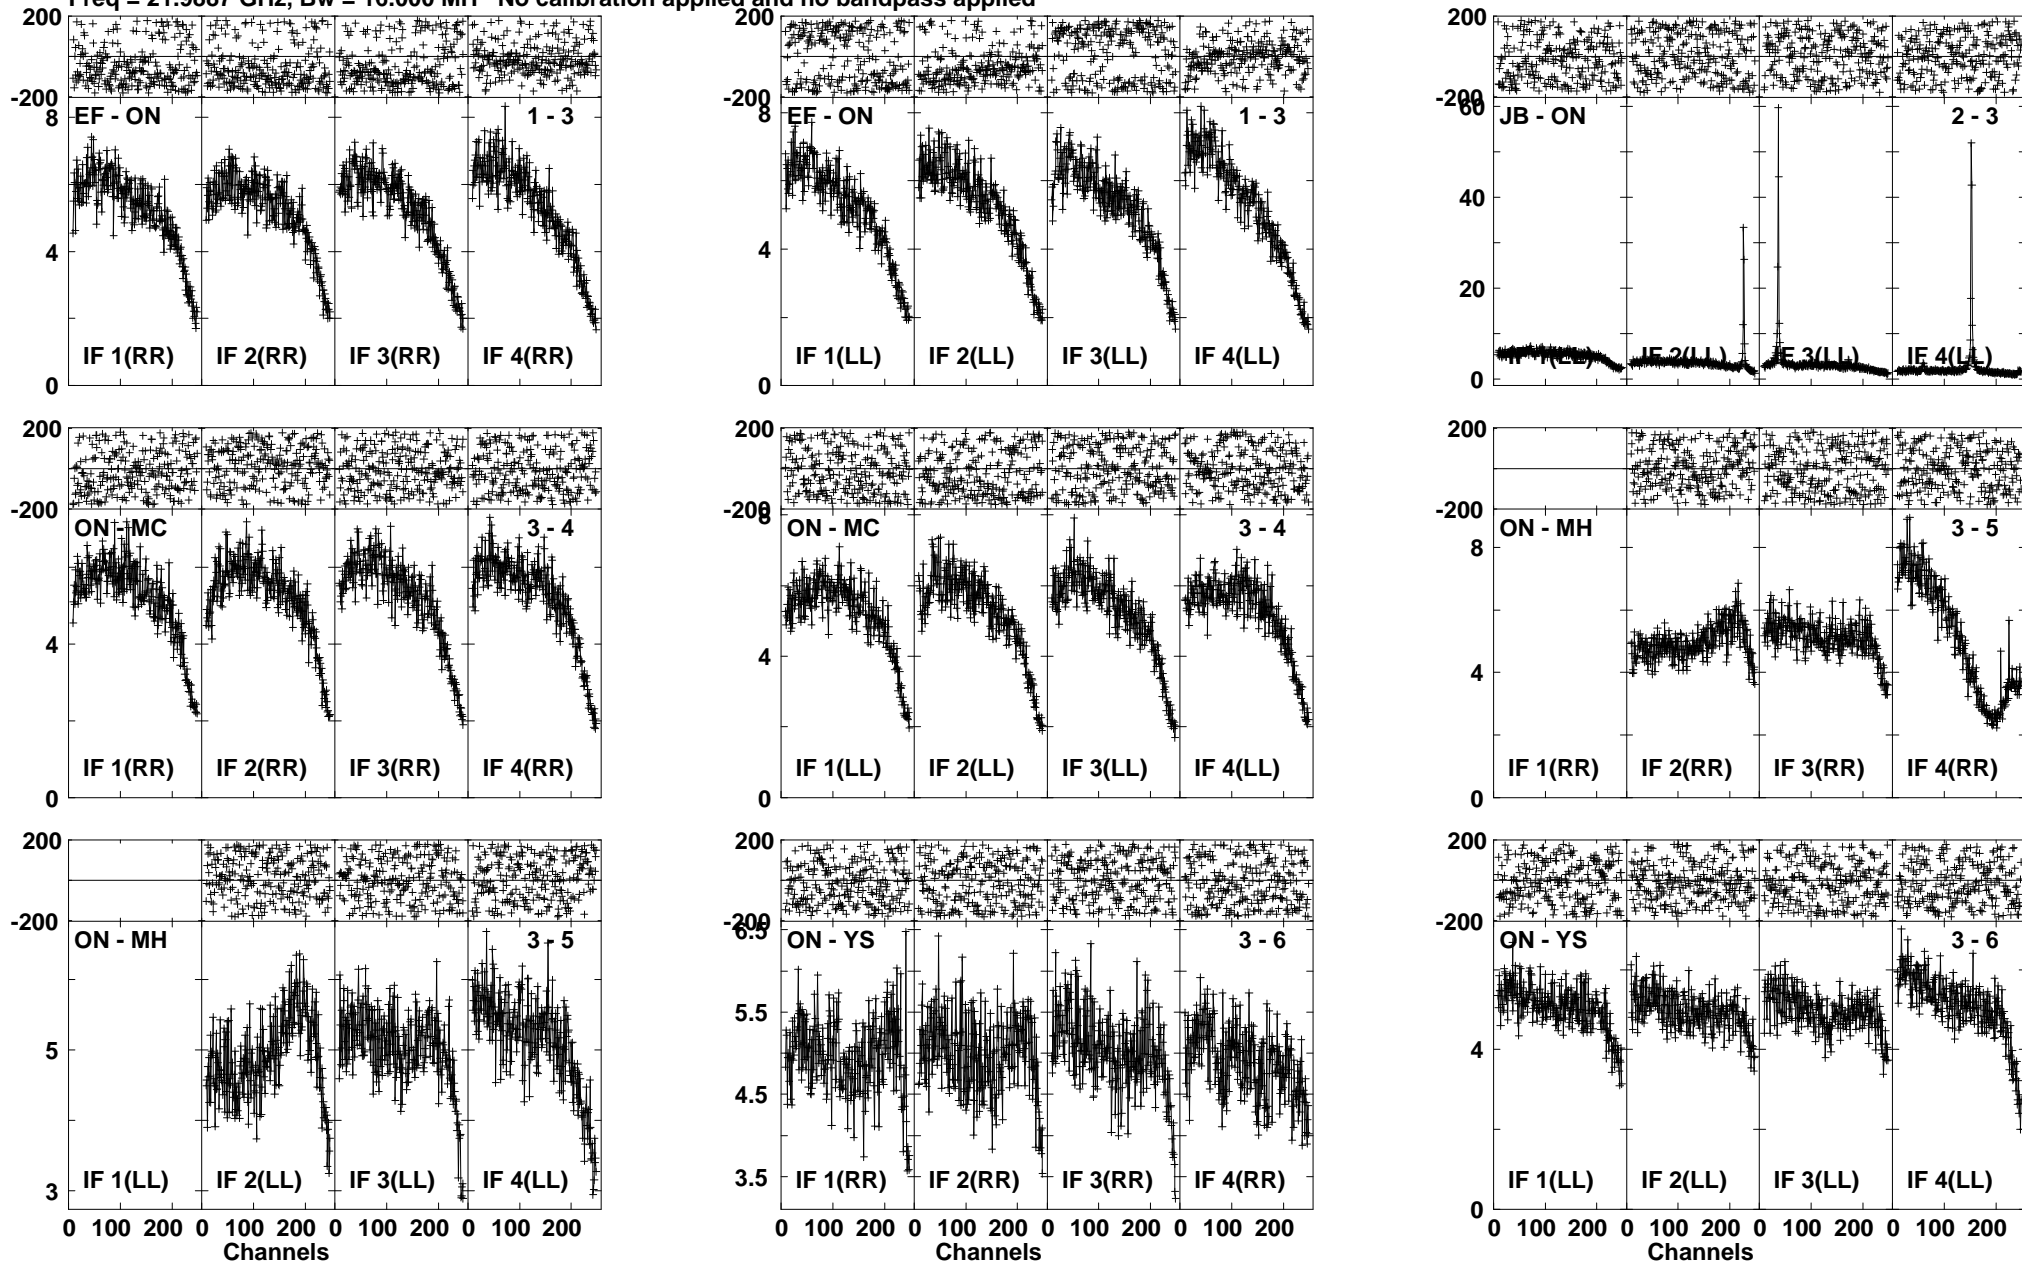 No calibration applied and no bandpass applied
200 200 200
-200 -200 -200
EF - ON 1 - 3 EF - ON 1 - 3 JB - ON 2 - 3
8 8 60
40
4 4
20
IF 1(RR) IF 2(RR) IF 3(RR) IF 4(RR) IF 1(LL) IF 2(LL) IF 3(LL) IF 4(LL) IF 2(LL) IF 4(LL)
0 0 0
200 200 200
-200 -200 -200
ON - MC 3 - 4 ON - MC 3 - 4 ON - MH 3 - 5
8 8
4 4 4
IF 1(RR) IF 2(RR) IF 3(RR) IF 4(RR) IF 1(LL) IF 2(LL) IF 3(LL) IF 4(LL) IF 1(RR) IF 2(RR) IF 3(RR) IF 4(RR)
0 0 0
200 200 200
-200 -200 -200
ON - MH 3 - 5 ON - YS 3 - 6 ON - YS 3 - 6
6.5
5.5
5 4
4.5
3 3.5
IF 1(LL) IF 2(LL) IF 3(LL) IF 4(LL) IF 1(RR) IF 2(RR) IF 3(RR) IF 4(RR) IF 1(LL) IF 2(LL) IF 3(LL) IF 4(LL)
0
0 100 200 0 100 200 0 100 200 0 100 200 0 100 200 0 100 200 0 100 200 0 100 200 0 100 200 0 100 200 0 100 200 0 100 200
Channels Channels